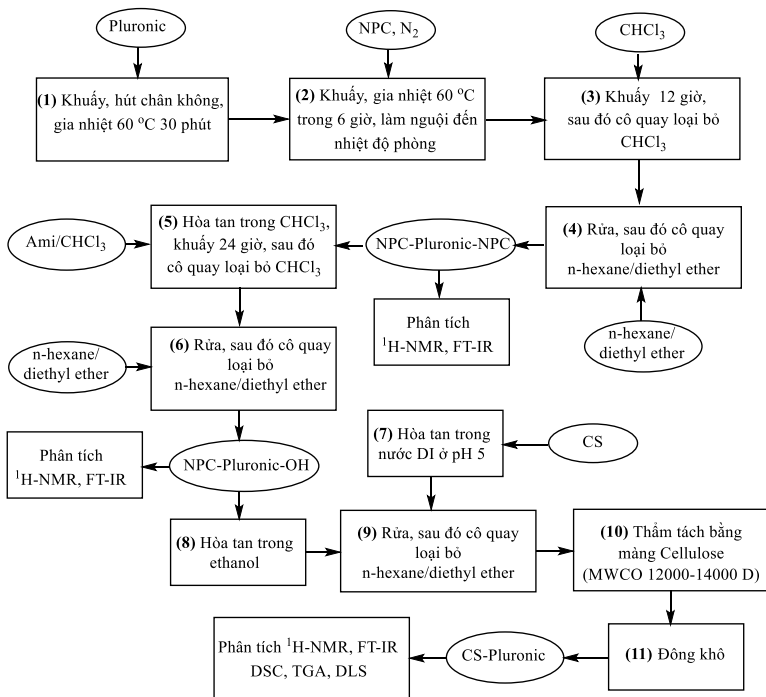 Pluronic
NPC, N₂
CHCl₃
(1) Khuấy, hút chân không,
gia nhiệt 60 °C 30 phút
(2) Khuấy, gia nhiệt 60 °C
trong 6 giờ, làm nguội đến
nhiệt độ phòng
(3) Khuấy 12 giờ,
sau đó cô quay loại bỏ
CHCl₃
Ami/CHCl₃
(5) Hòa tan trong CHCl₃,
khuấy 24 giờ, sau đó
cô quay loại bỏ CHCl₃
NPC-Pluronic-NPC
(4) Rửa, sau đó cô quay
loại bỏ
n-hexane/diethyl ether
Phân tích
¹H-NMR, FT-IR
n-hexane/
diethyl ether
n-hexane/
diethyl ether
(6) Rửa, sau đó cô quay
loại bỏ
n-hexane/diethyl ether
Phân tích
¹H-NMR, FT-IR
NPC-Pluronic-OH
(7) Hòa tan trong
nước DI ở pH 5
CS
(8) Hòa tan trong
ethanol
(9) Rửa, sau đó cô quay
loại bỏ
n-hexane/diethyl ether
(10) Thẩm tách bằng
màng Cellulose
(MWCO 12000-14000 D)
Phân tích ¹H-NMR, FT-IR
DSC, TGA, DLS
CS-Pluronic
(11) Đông khô